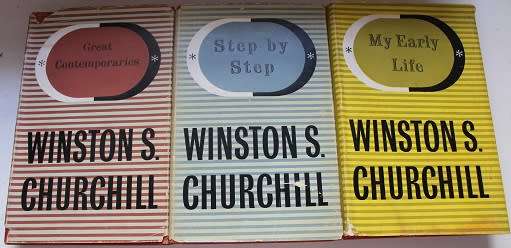 Great
Contemporaries
WINSTON S.
CHURCHILL
Step by
Step
WINSTON S.
CHURCHILL
My Early
Life
WINSTON S.
CHURCHILL